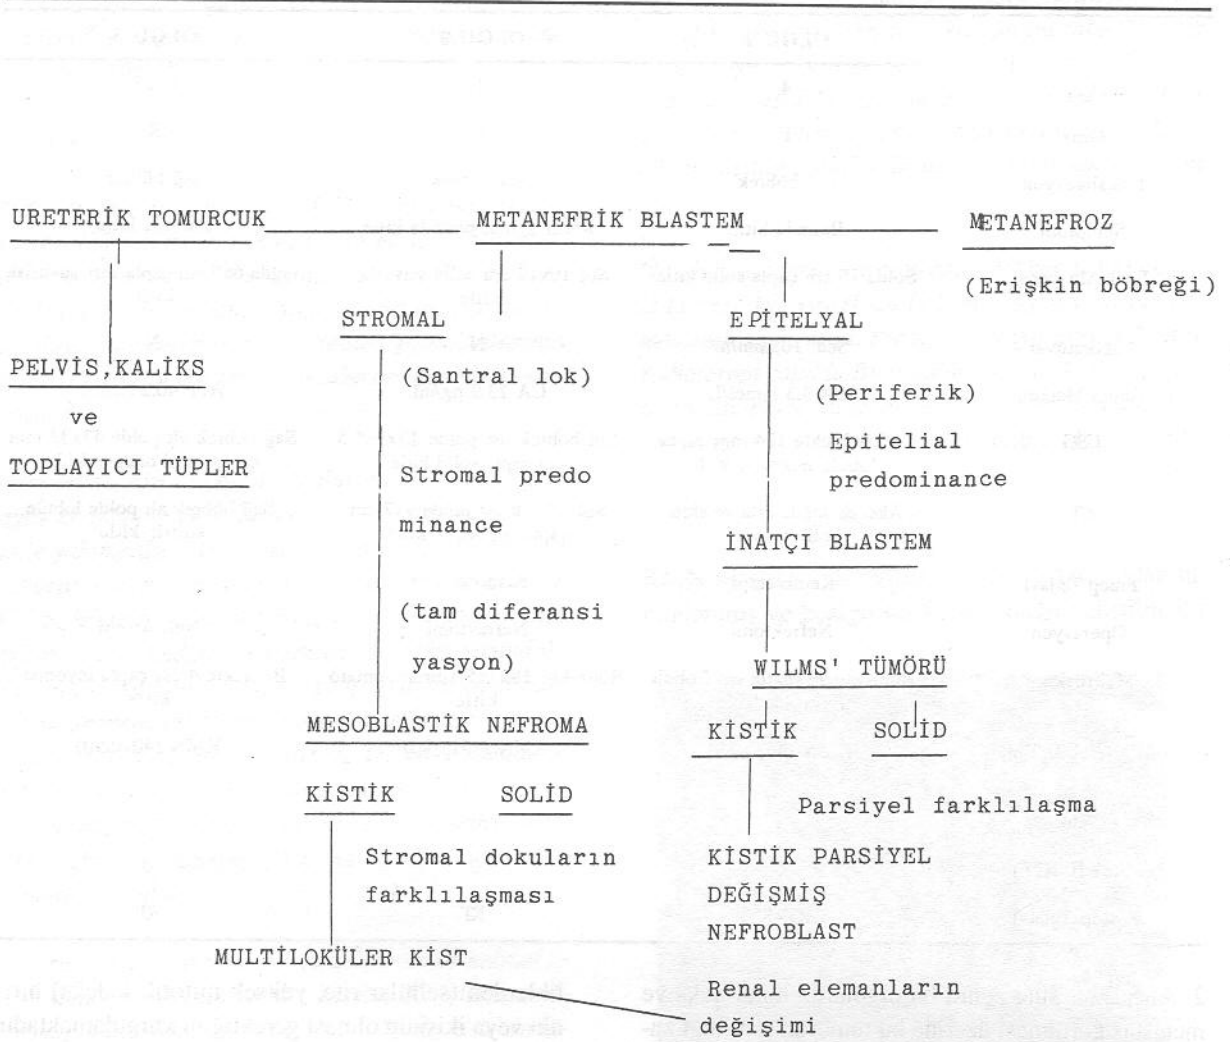 URETERİK TOMURCUK
METANEFRİK BLASTEM
METANEFROZ
(Erişkin böbreği)
STROMAL
EPİTELYAL
PELVİS,KALİKS
ve
TOPLAYICI TÜPLER
(Santral lok)
Stromal predo
minance
(tam diferansi
yasyon)
MESOBLASTİK NEFROMA
KİSTİK
SOLİD
Stromal dokuların
farklılaşması
MULTİLOKÜLER KİST
(Periferik)
Epitelial
predominance
İNATÇI BLASTEM
WILMS' TÜMÖRÜ
KİSTİK
SOLİD
Parsiyel farklılaşma
KİSTİK PARSİYEL
DEĞİŞMİŞ
NEFROBLAST
Renal elemanların
değişimi